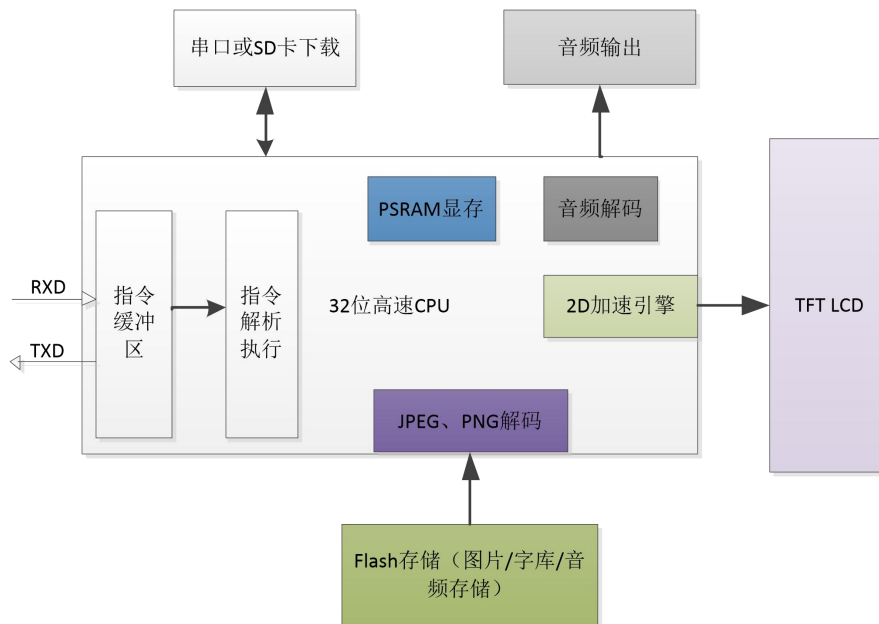 串口或SD卡下载
音频输出
PSRAM显存
音频解码
RXD
TXD
指令
缓冲
区
指令
解析
执行
32位高速CPU
2D加速引擎
TFT LCD
JPEG、PNG解码
Flash存储（图片/字库/音
频存储）